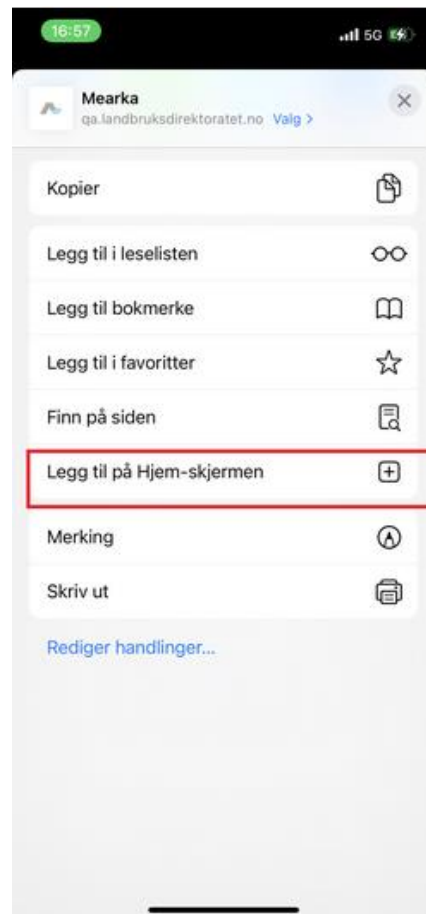 16:57
5G
Mearka
qa.landbruksdirektoratet.no Valg >
Kopier
Legg til i leselisten
Legg til bokmerke
Legg til i favoritter
Finn på siden
Legg til på Hjem-skjermen
Merking
Skriv ut
Rediger handlinger...